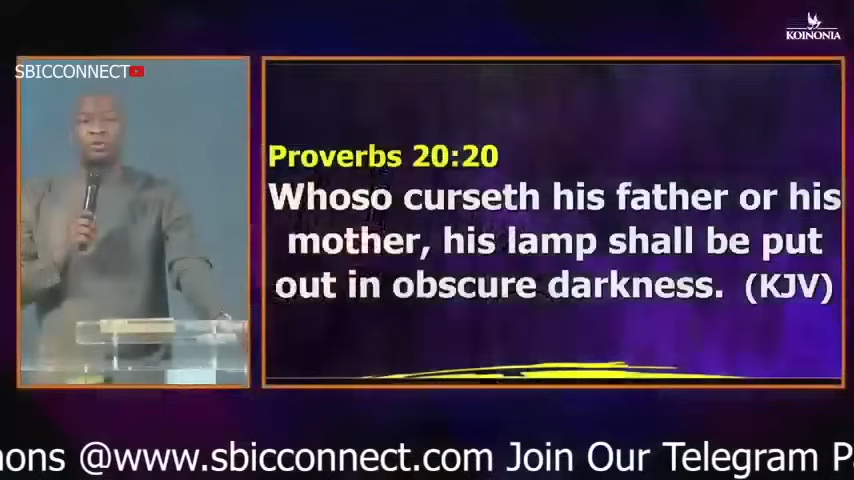 KOINONIA
SBICCONNECT
Proverbs 20:20
Whoso curseth his father or his
mother, his lamp shall be put
out in obscure darkness. (KJV)
@www.sbicconnect.com Join Our Telegram